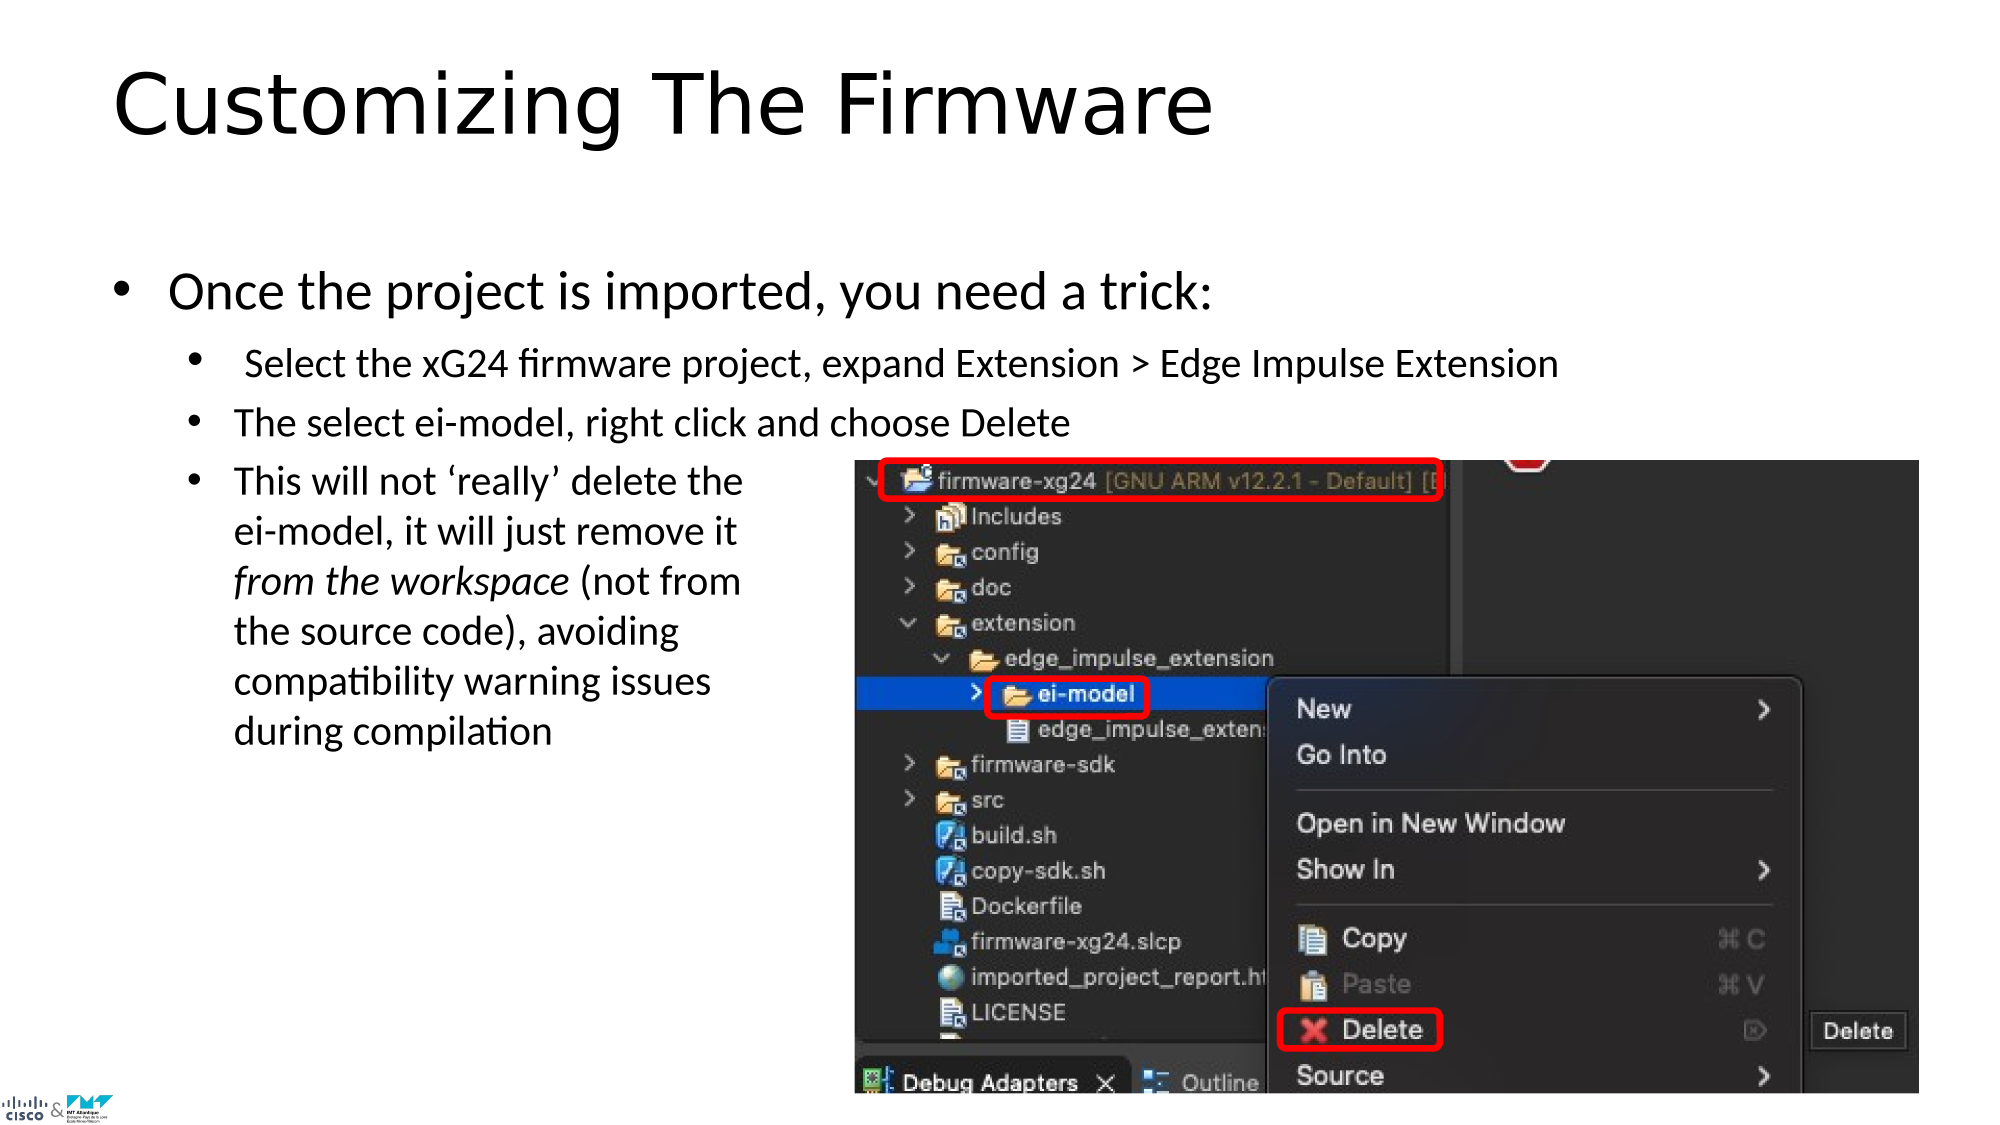 Customizing The Firmware
• Once the project is imported, you need a trick:
• Select the xG24 firmware project, expand Extension > Edge Impulse Extension
• The select ei-model, right click and choose Delete
• This will not ‘really’ delete the
ei-model, it will just remove it
from the workspace (not from
the source code), avoiding
compatibility warning issues
during compilation
firmware-xg24 [GNU ARM v12.2.1 - Default] [E
Includes
config
doc
extension
edge_impulse_extension
ei-model
edge_impulse_exten
firmware-sdk
src
build.sh
copy-sdk.sh
Dockerfile
firmware-xg24.slcp
imported_project_report.ht
LICENSE
New
Go Into
Open in New Window
Show In
Copy ⌘ C
Paste ⌘ V
Delete
Source
Delete
Debug Adapters
Outline
CISCO & IMT Atlantique